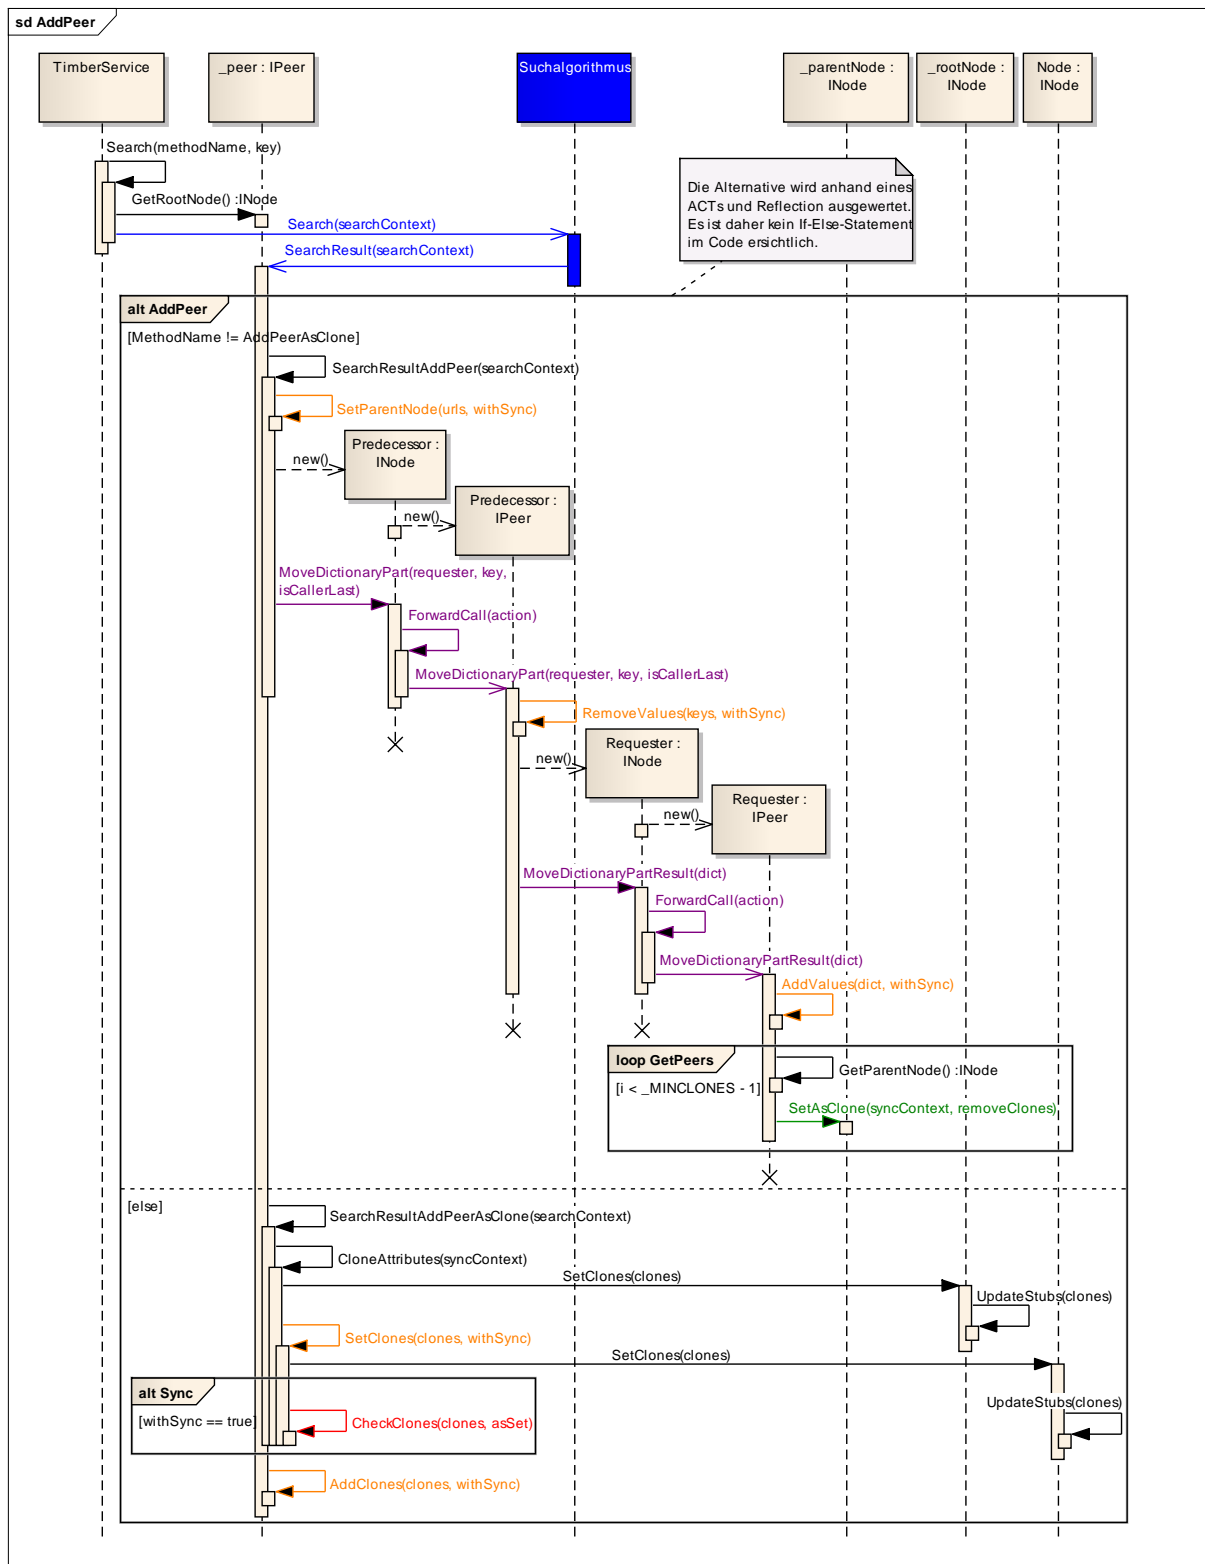 sd AddPeer
TimberService
_peer : IPeer
Suchalgorithmus
_parentNode :
INode
_rootNode :
INode
Node :
INode
Search(methodName, key)
GetRootNode() :INode
Search(searchContext)
SearchResult(searchContext)
Die Alternative wird anhand eines
ACTs und Reflection ausgewertet.
Es ist daher kein If-Else-Statement
im Code ersichtlich.
alt AddPeer
[MethodName != AddPeerAsClone]
SearchResultAddPeer(searchContext)
SetParentNode(urls, withSync)
Predecessor :
INode
new()
Predecessor :
IPeer
new()
MoveDictionaryPart(requester, key,
isCallerLast)
ForwardCall(action)
MoveDictionaryPart(requester, key, isCallerLast)
RemoveValues(keys, withSync)
Requester :
INode
new()
Requester :
IPeer
new()
MoveDictionaryPartResult(dict)
ForwardCall(action)
MoveDictionaryPartResult(dict)
AddValues(dict, withSync)
loop GetPeers
[i < _MINCLONES - 1]
GetParentNode() :INode
SetAsClone(syncContext, removeClones)
[else]
SearchResultAddPeerAsClone(searchContext)
CloneAttributes(syncContext)
SetClones(clones)
UpdateStubs(clones)
SetClones(clones, withSync)
SetClones(clones)
alt Sync
[withSync == true]
CheckClones(clones, asSet)
UpdateStubs(clones)
AddClones(clones, withSync)